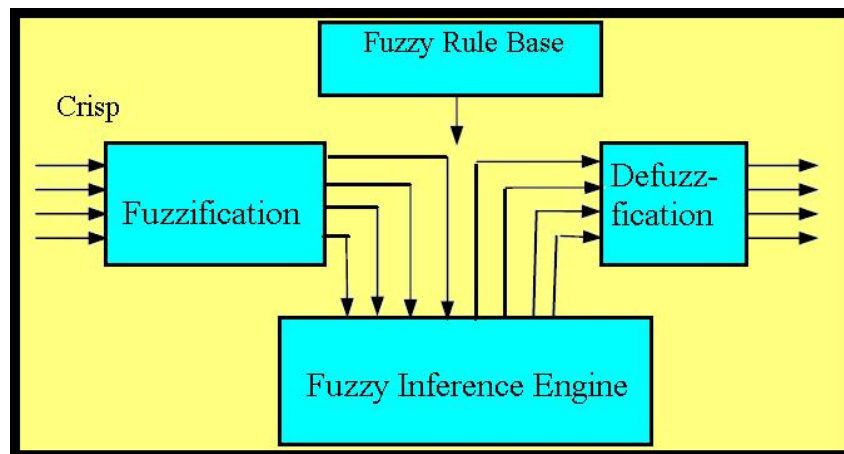 Fuzzy Rule Base
Crisp
Fuzzification
Defuzz-
fication
Fuzzy Inference Engine